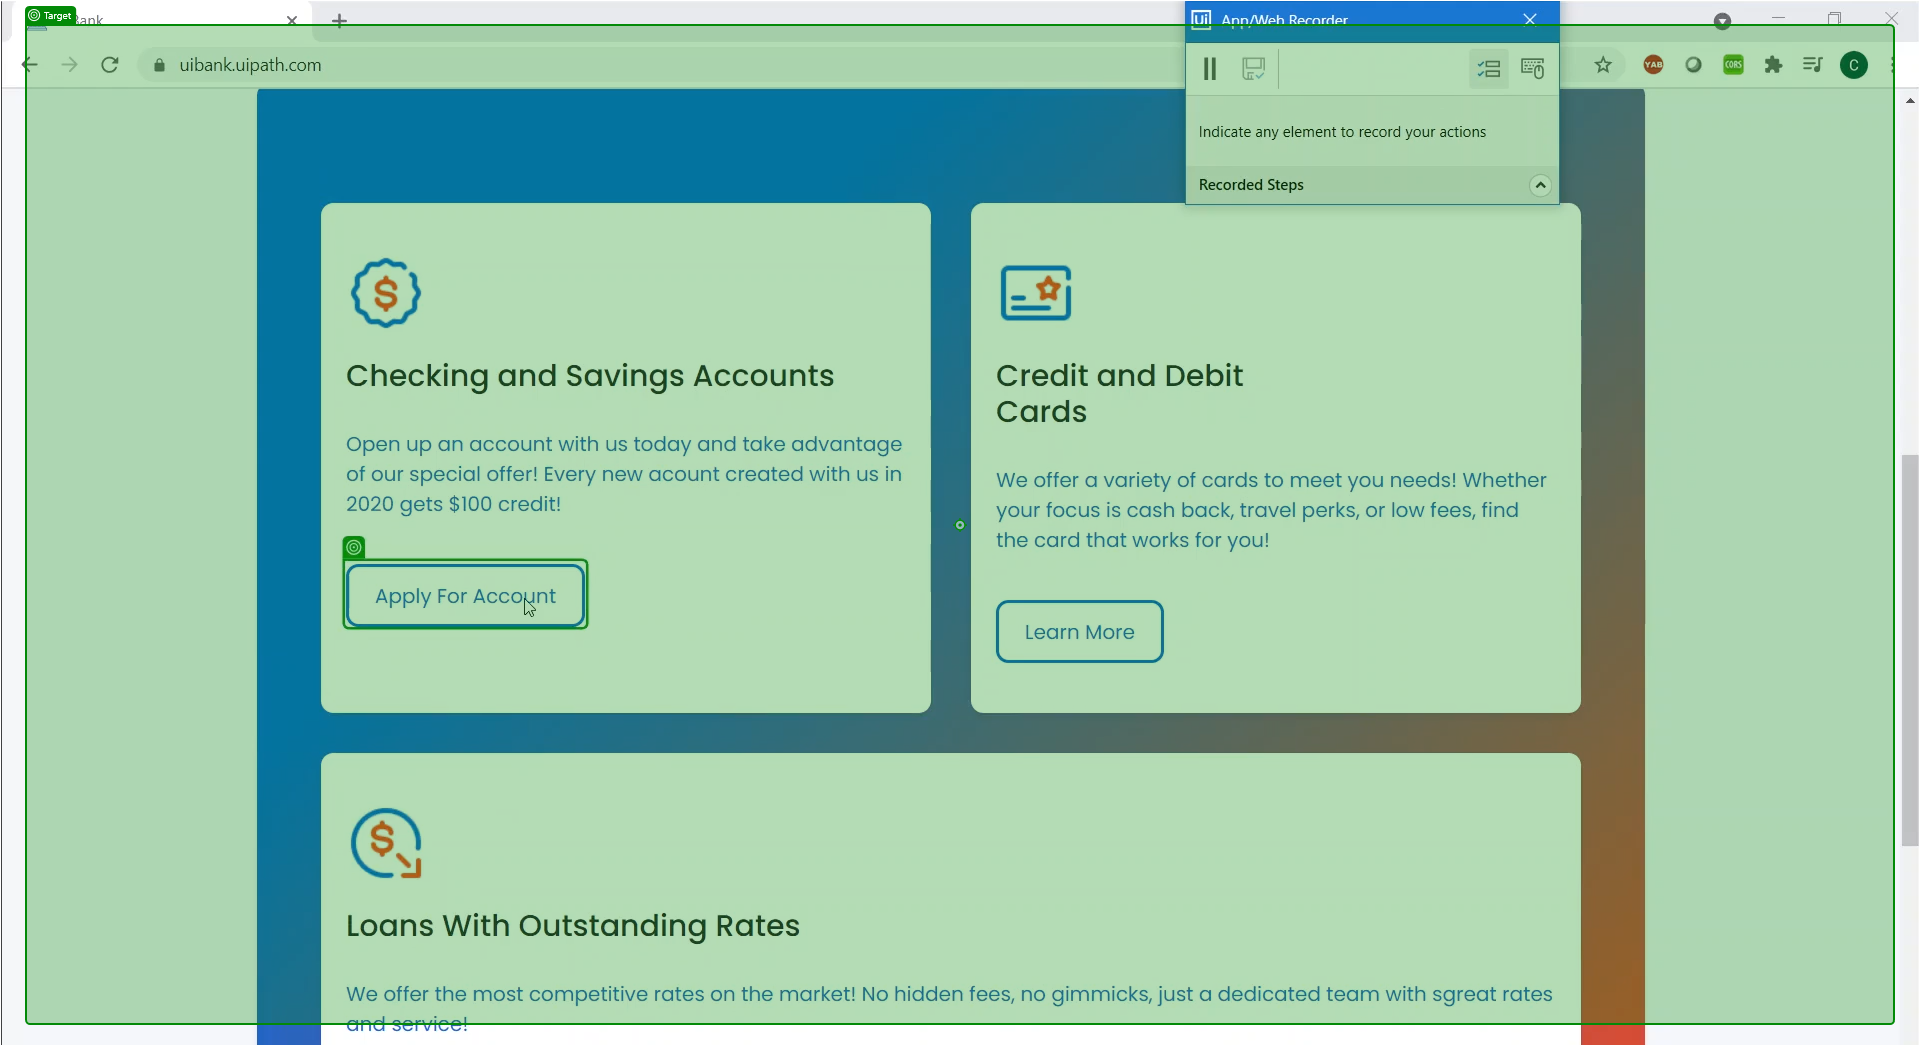 Target
Bank
Ui App/Web Recorder
uibank.uipath.com
YAB
CORS
C
Indicate any element to record your actions
Recorded Steps
Checking and Savings Accounts
Open up an account with us today and take advantage
of our special offer! Every new acount created with us in
2020 gets $100 credit!
Apply For Account
Credit and Debit
Cards
We offer a variety of cards to meet you needs! Whether
your focus is cash back, travel perks, or low fees, find
the card that works for you!
Learn More
Loans With Outstanding Rates
We offer the most competitive rates on the market! No hidden fees, no gimmicks, just a dedicated team with sgreat rates
and service!